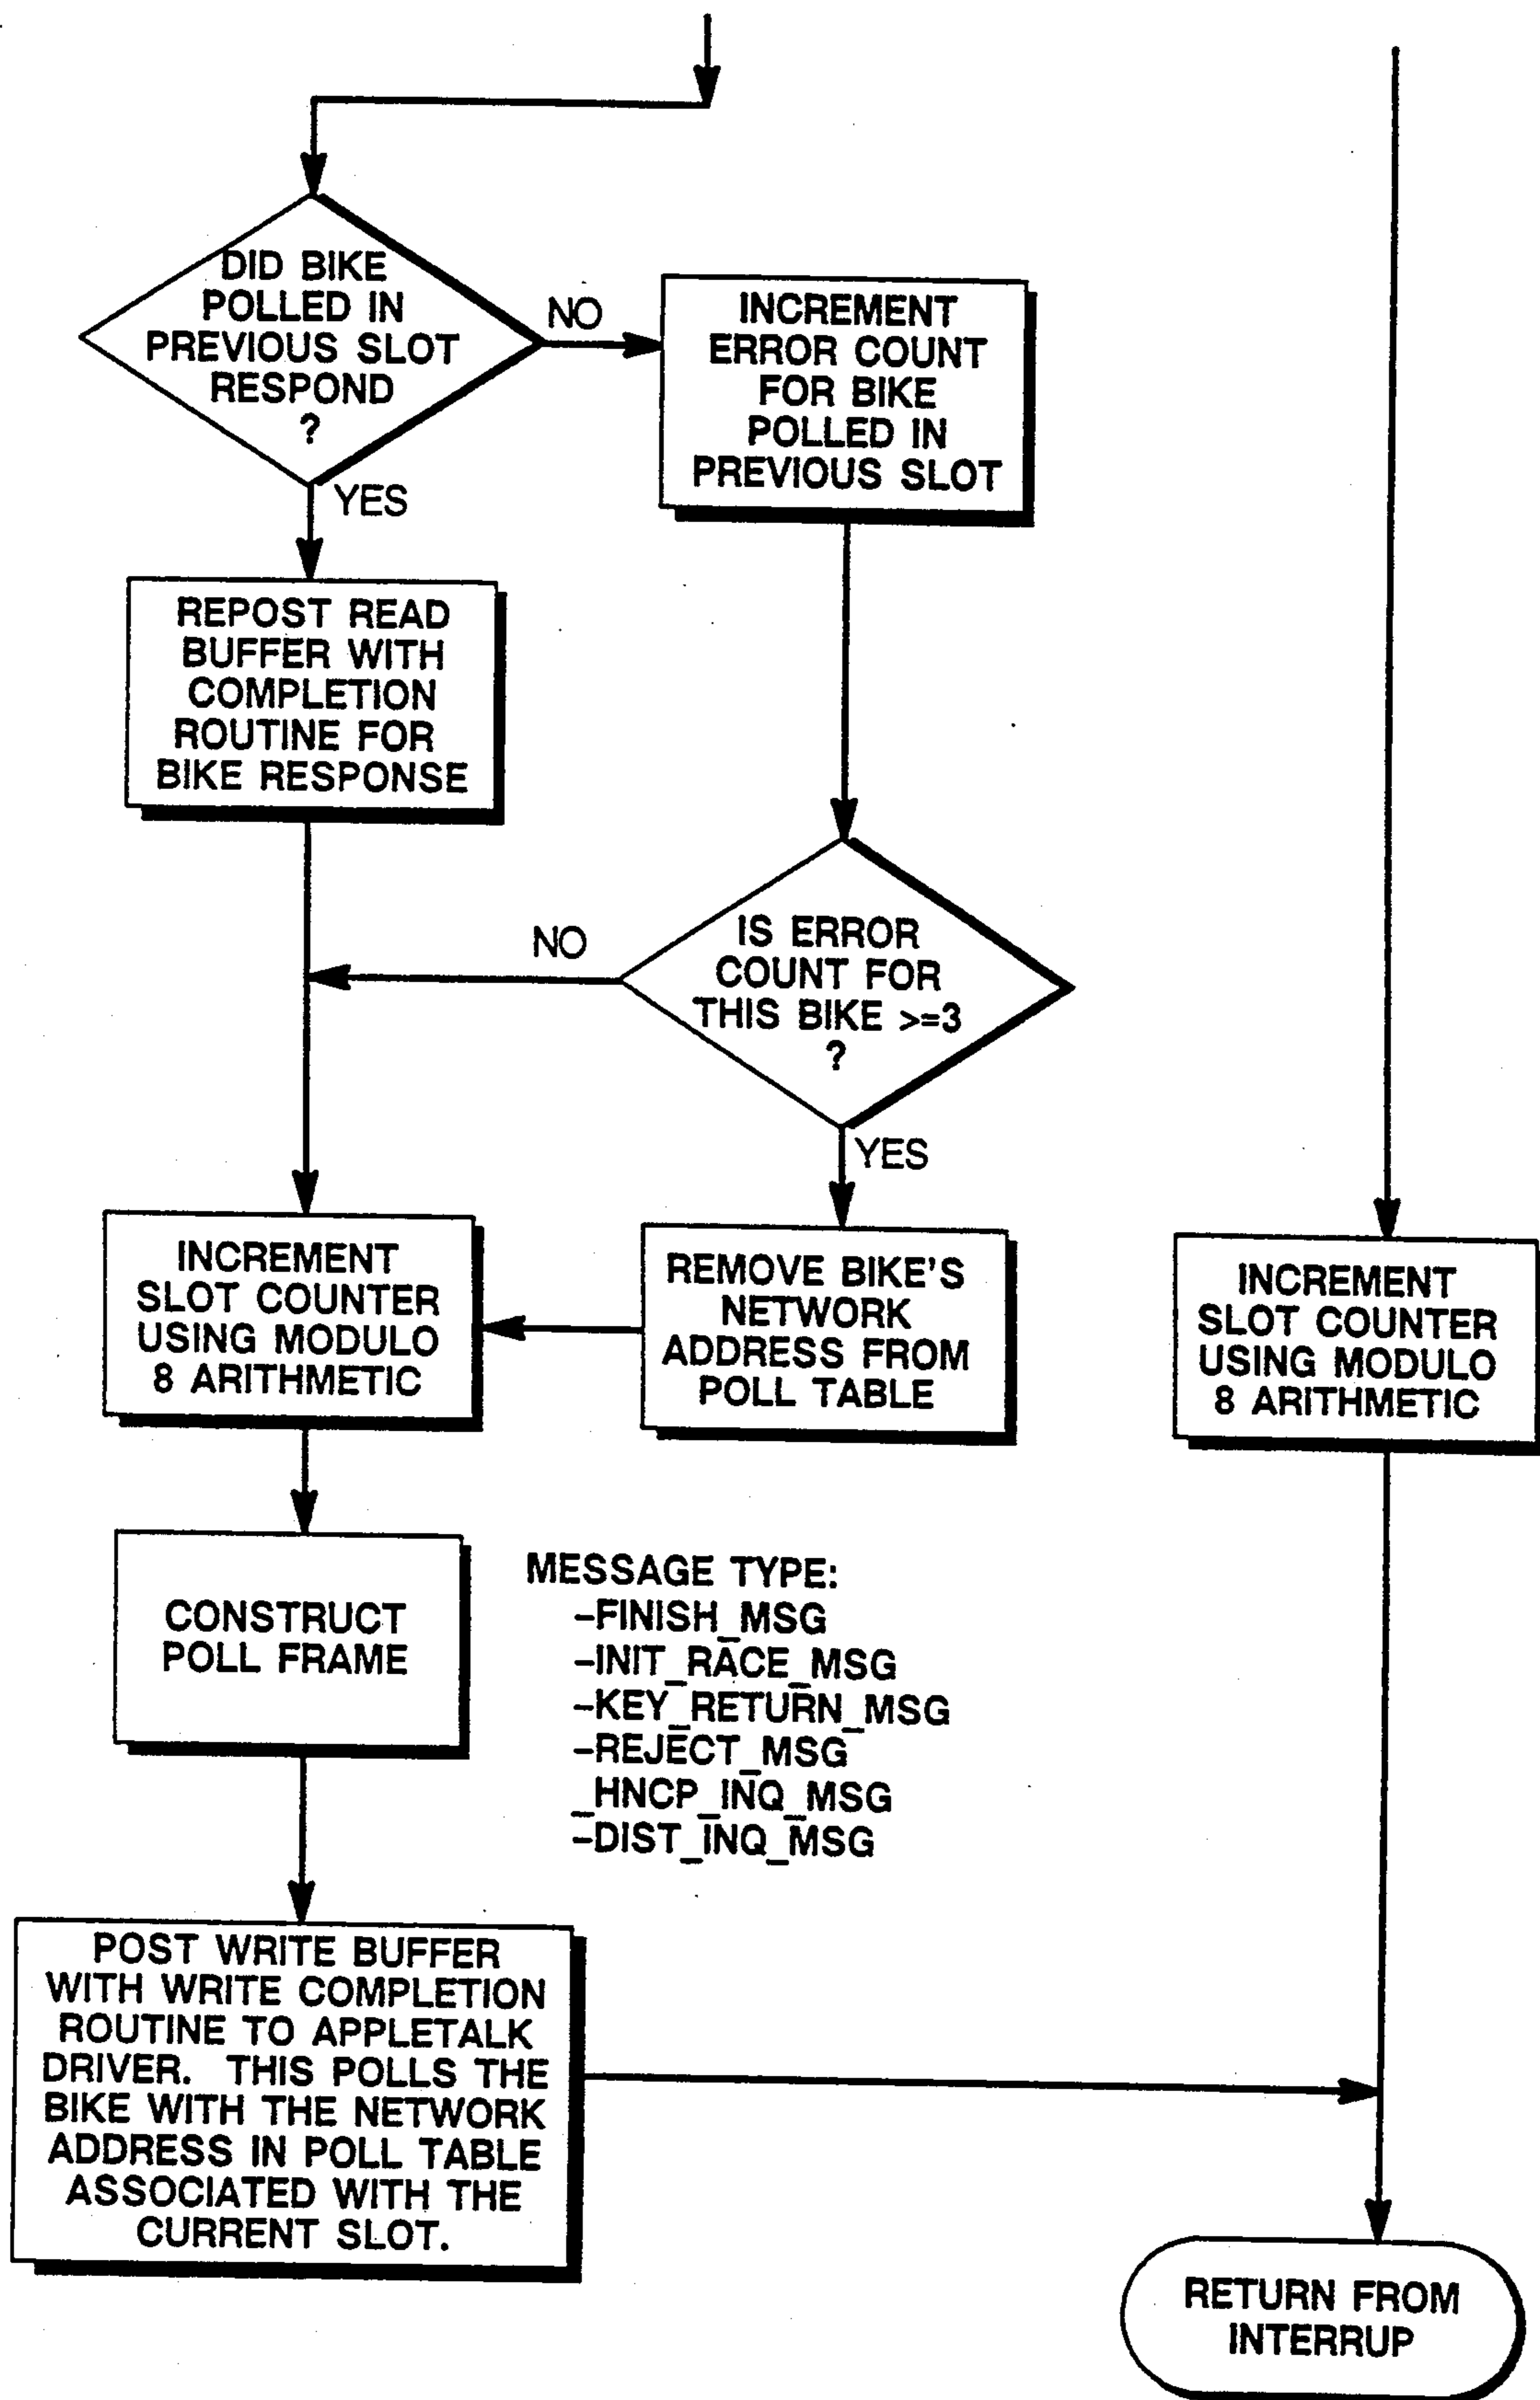 DID BIKE
POLLED IN
PREVIOUS SLOT
RESPOND
?
NO
YES
INCREMENT
ERROR COUNT
FOR BIKE
POLLED IN
PREVIOUS SLOT
REPOST READ
BUFFER WITH
COMPLETION
ROUTINE FOR
BIKE RESPONSE
NO
IS ERROR
COUNT FOR
THIS BIKE >=3
?
YES
INCREMENT
SLOT COUNTER
USING MODULO
8 ARITHMETIC
REMOVE BIKE'S
NETWORK
ADDRESS FROM
POLL TABLE
INCREMENT
SLOT COUNTER
USING MODULO
8 ARITHMETIC
CONSTRUCT
POLL FRAME
MESSAGE TYPE:
-FINISH_MSG
-INIT_RACE_MSG
-KEY_RETURN_MSG
-REJECT_MSG
_HNCP_INQ_MSG
-DIST_INQ_MSG
POST WRITE BUFFER
WITH WRITE COMPLETION
ROUTINE TO APPLETALK
DRIVER. THIS POLLS THE
BIKE WITH THE NETWORK
ADDRESS IN POLL TABLE
ASSOCIATED WITH THE
CURRENT SLOT.
RETURN FROM
INTERRUP